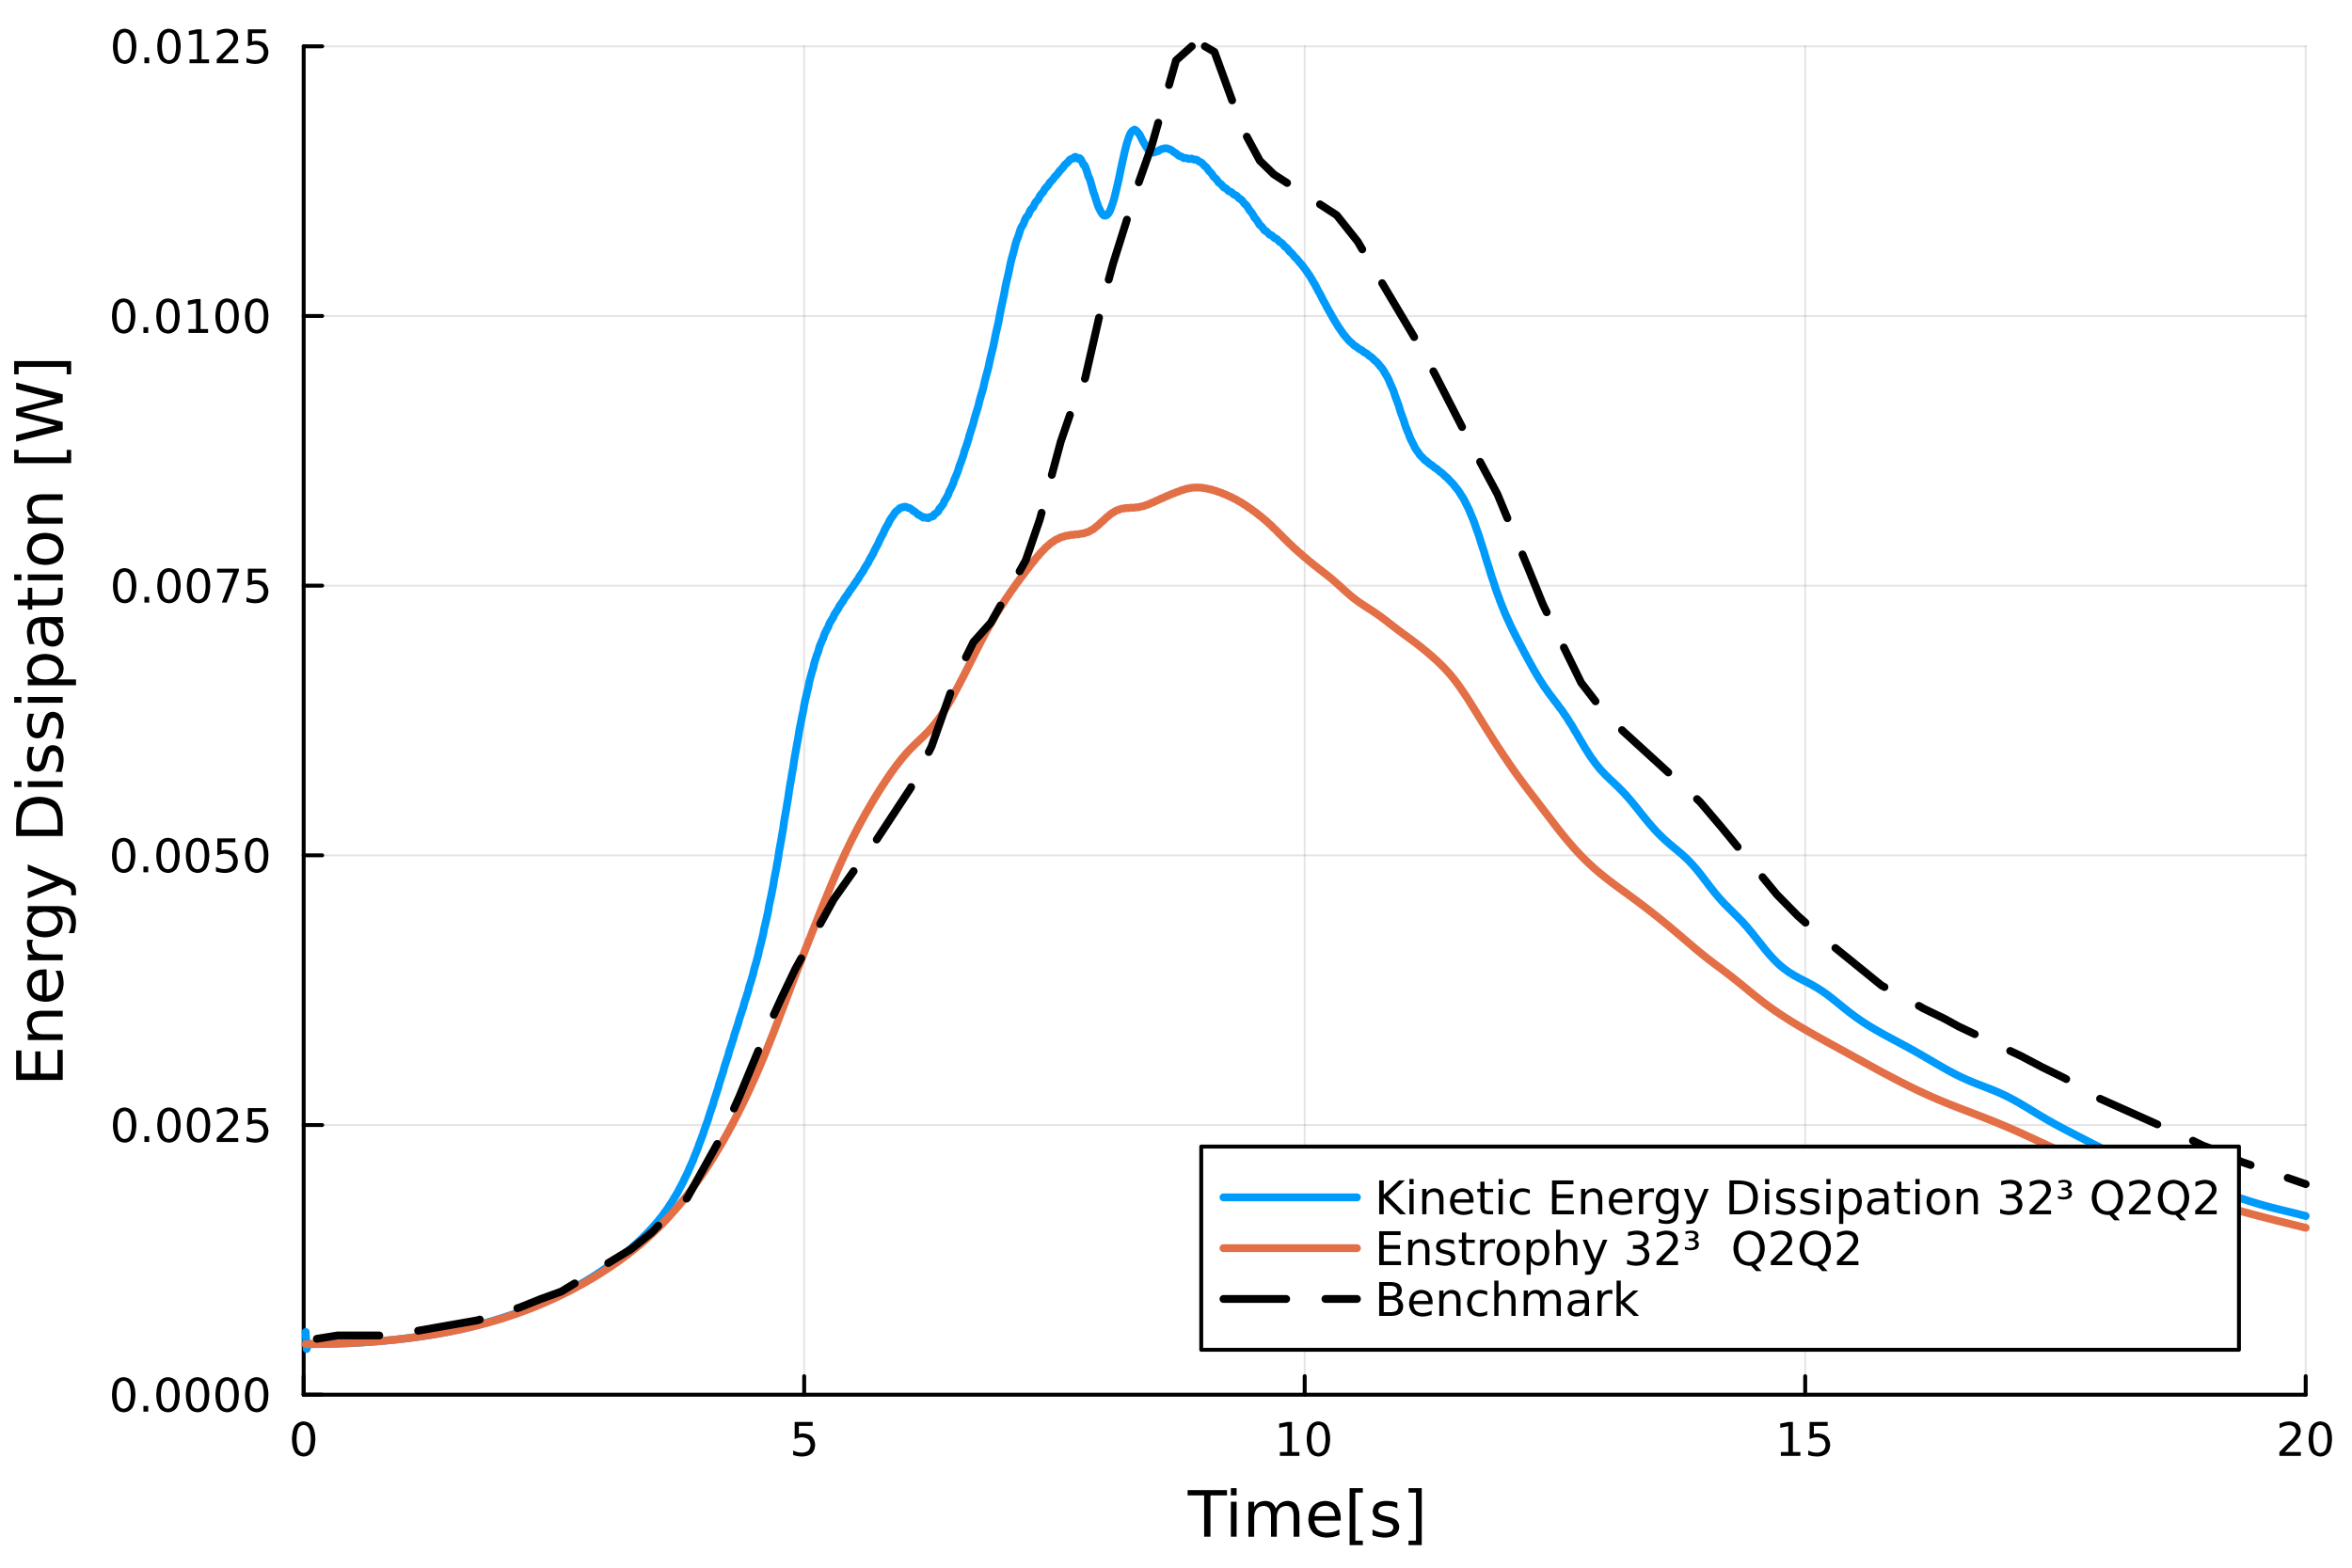 Energy Dissipation [W]
0.0125
0.0100
0.0075
0.0050
0.0025
0.0000
0
5
10
15
20
Time[s]
Kinetic Energy Dissipation 32³ Q2Q2
Enstrophy 32³  Q2Q2
Benchmark